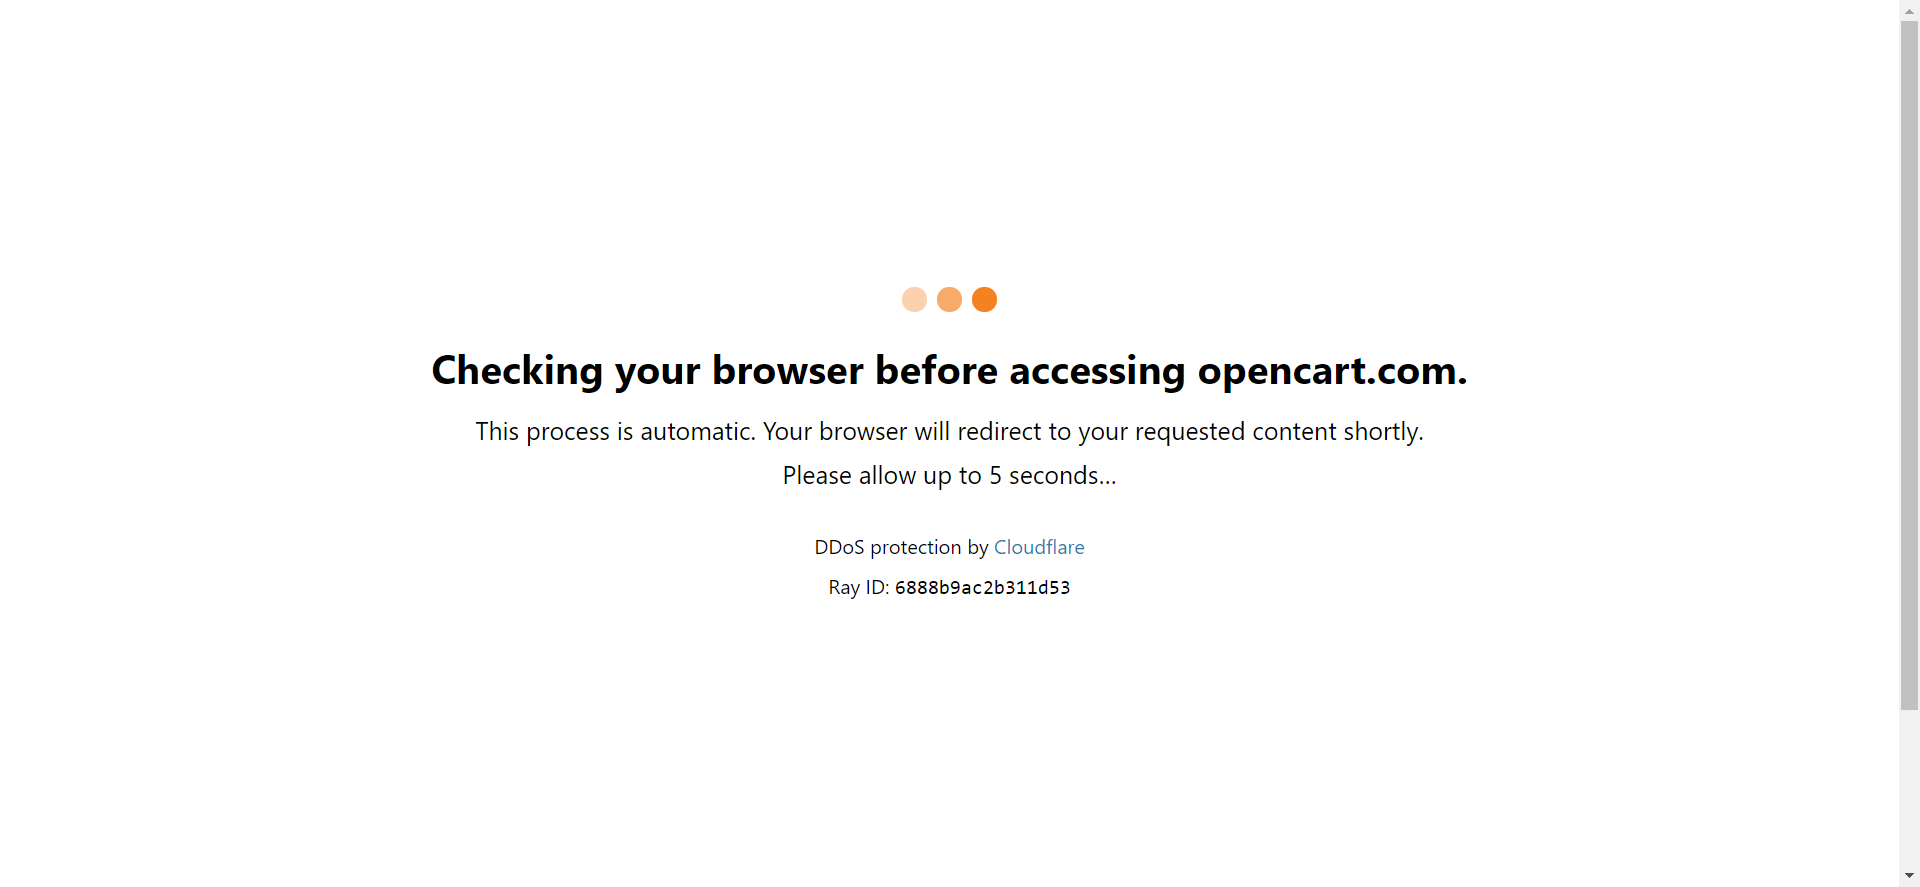 Checking your browser before accessing opencart.com.
This process is automatic. Your browser will redirect to your requested content shortly.
Please allow up to 5 seconds...
DDoS protection by Cloudflare
Ray ID: 6888b9ac2b311d53